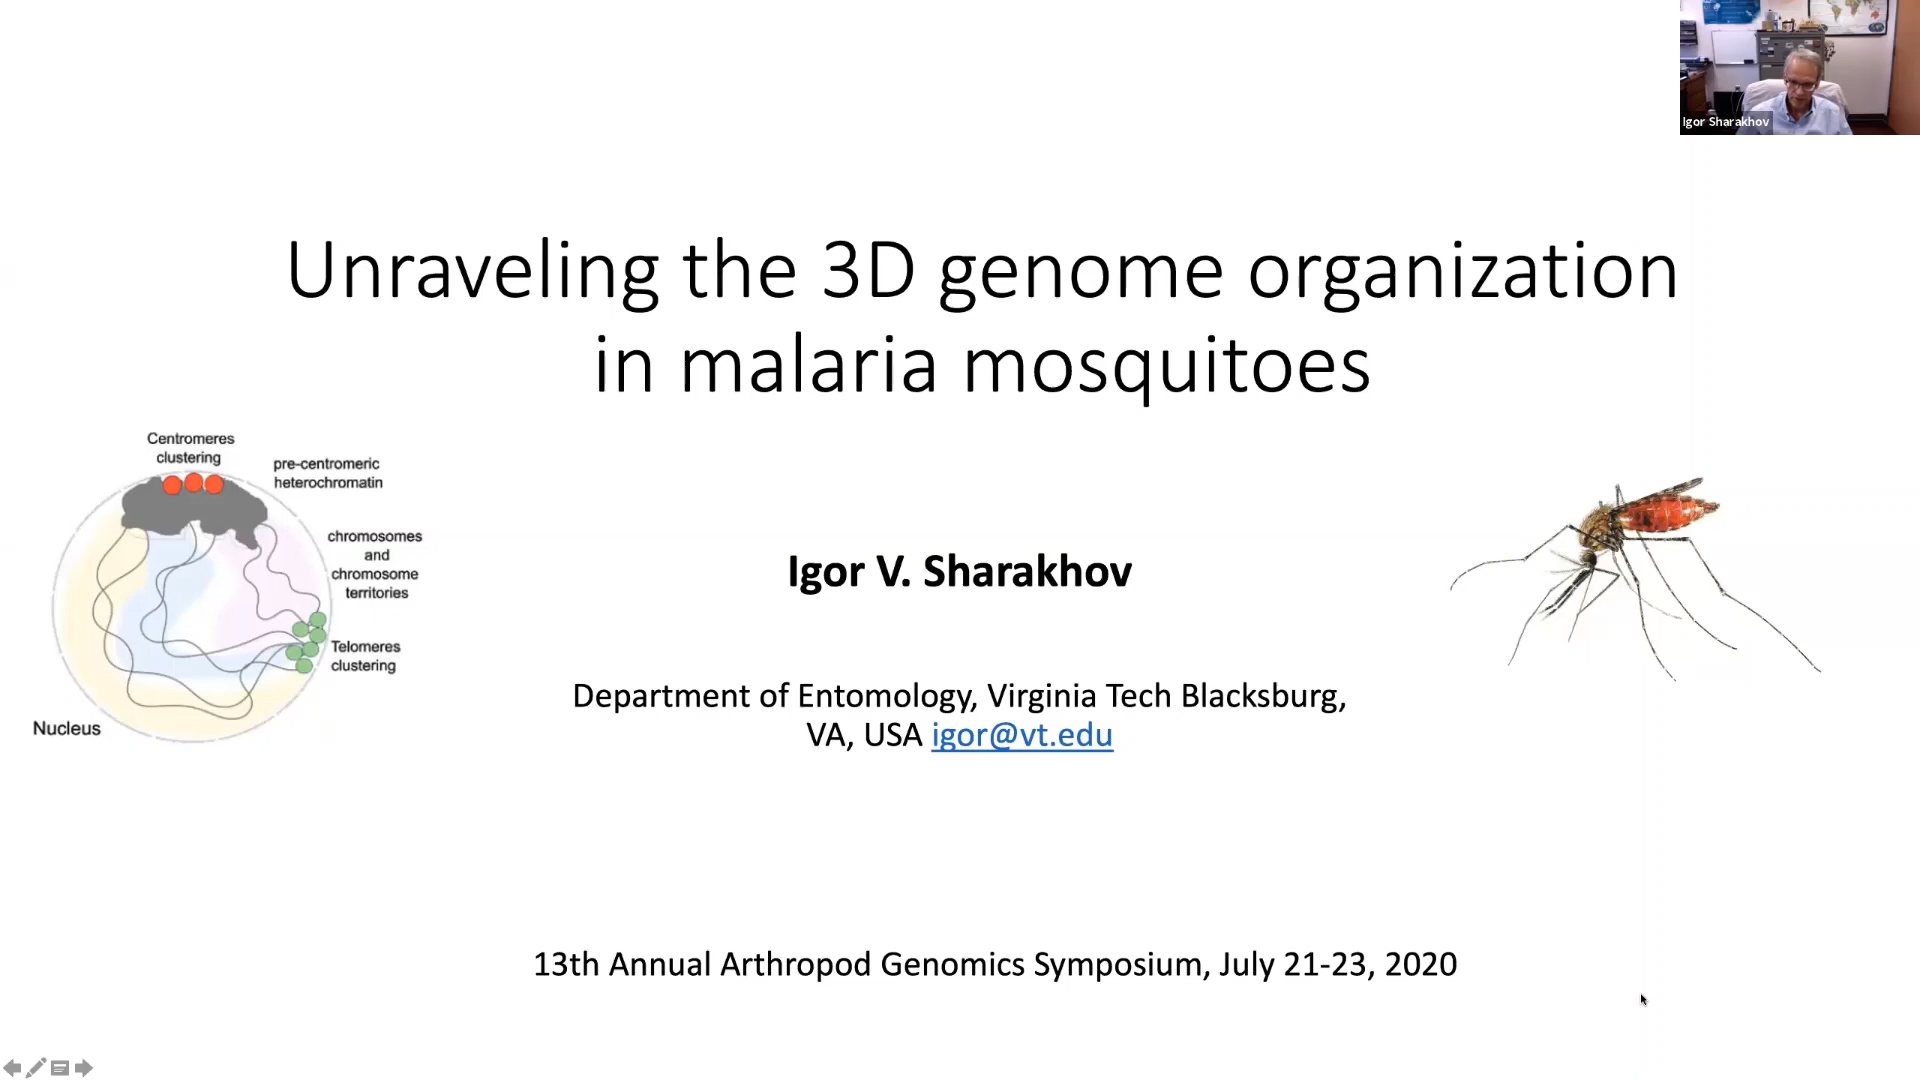 Igor Sharakhov
Unraveling the 3D genome organization
in malaria mosquitoes
Centromeres
clustering
pre-centromeric
heterochromatin
chromosomes
and
chromosome
territories
Telomeres
clustering
Nucleus
Igor V. Sharakhov
Department of Entomology, Virginia Tech Blacksburg,
VA, USA igor@vt.edu
13th Annual Arthropod Genomics Symposium, July 21-23, 2020